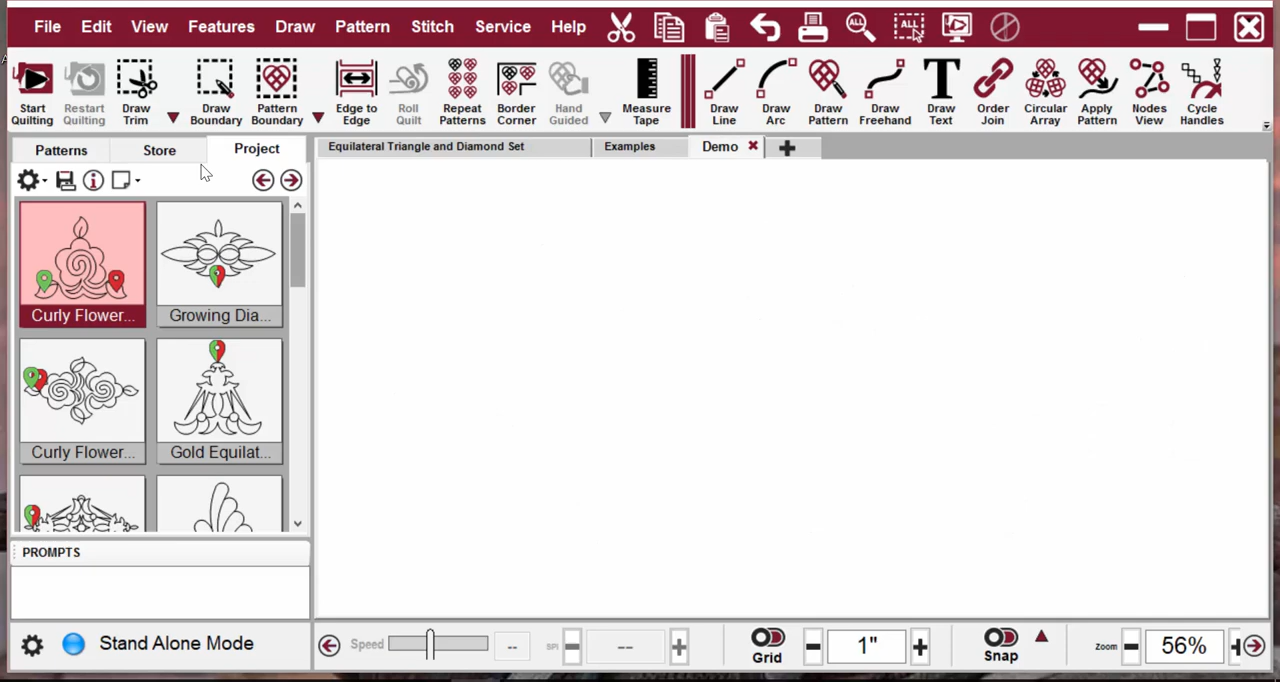 File Edit View Features Draw Pattern Stitch Service Help ALL ALL
Start Quilting
Restart Quilting
Draw Trim
Draw Boundary
Pattern Boundary
Edge to Edge
Roll Quilt
Repeat Patterns
Border Corner
Hand Guided
Measure Tape
Draw Line
Draw Arc
Draw Pattern
Draw Freehand
T
Draw Text
Order Join
Circular Array
Apply Pattern
Nodes View
Cycle Handles
Patterns Store Project
Equilateral Triangle and Diamond Set Examples Demo
Curly Flower... Growing Dia...
Curly Flower... Gold Equilat...
PROMPTS
Stand Alone Mode
Speed -- SPI --
Grid 1"
Snap
Zoom 56%